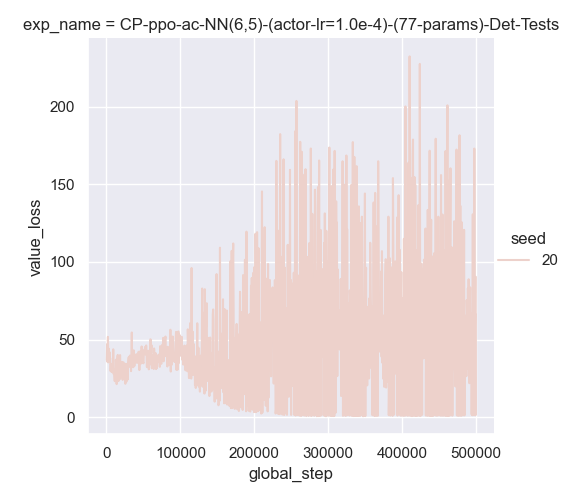 exp_name = CP-ppo-ac-NN(6,5)-(actor-lr=1.0e-4)-(77-params)-Det-Tests
200
150
100
50
0
value_loss
seed
20
0 100000 200000 300000 400000 500000
global_step